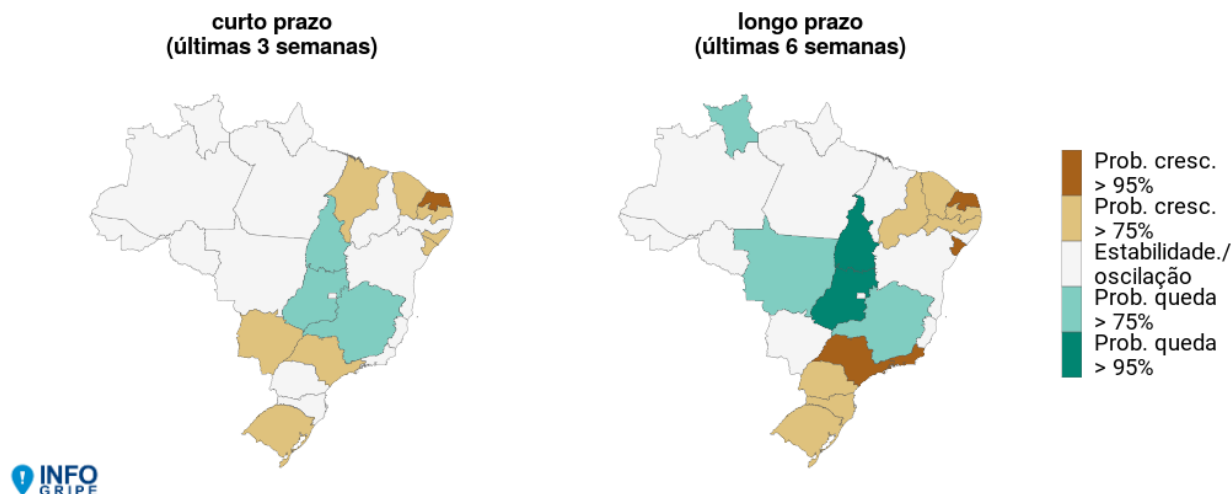 curto prazo
(últimas 3 semanas)
longo prazo
(últimas 6 semanas)
Prob. cresc.
> 95%
Prob. cresc.
> 75%
Estabilidade./
oscilação
Prob. queda
> 75%
Prob. queda
> 95%
INFO
GRIPE